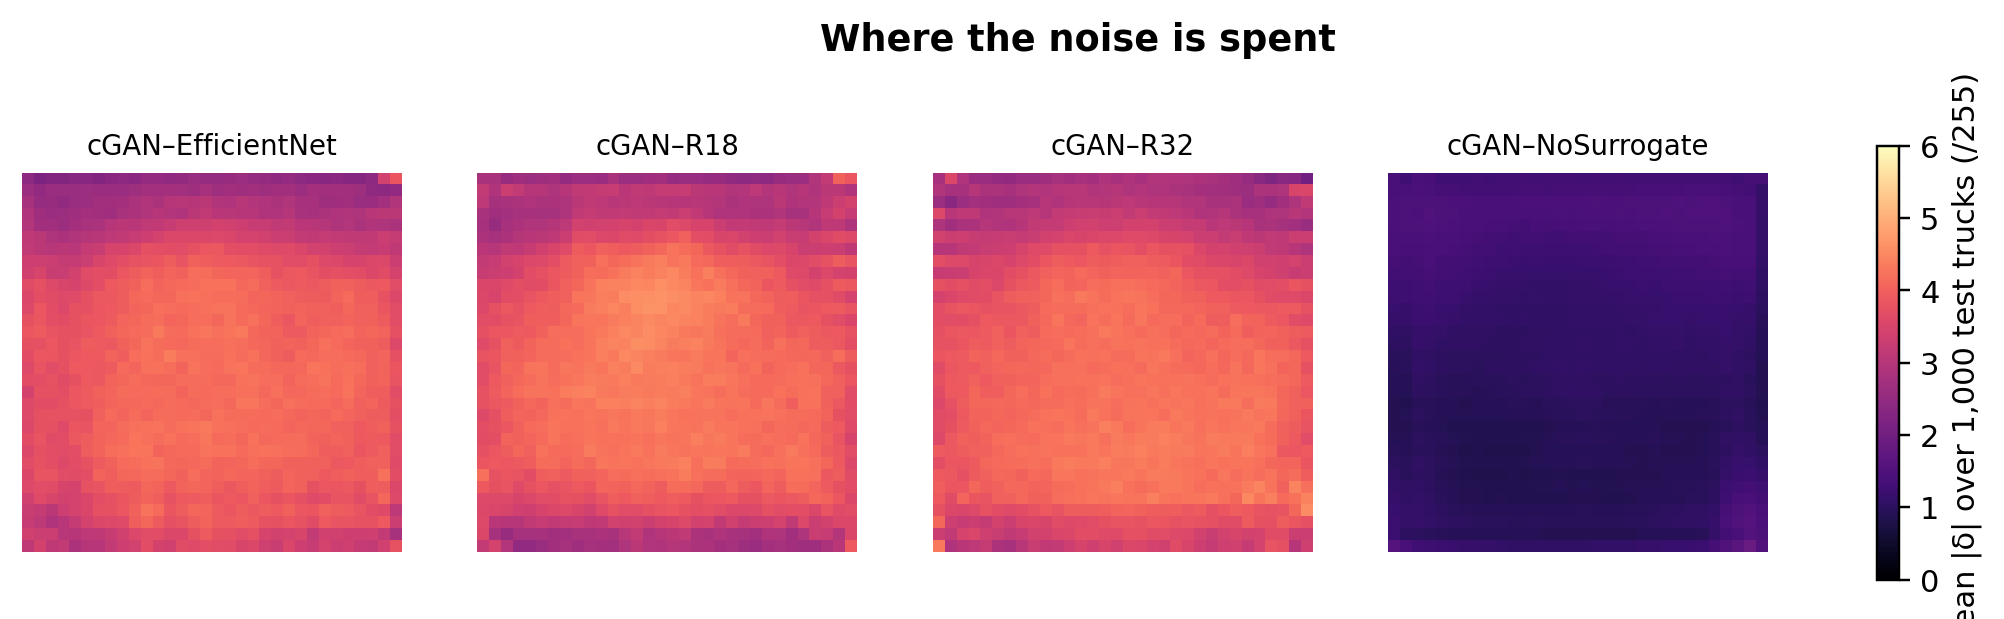 Where the noise is spent
cGAN–EfficientNet
cGAN–R18
cGAN–R32
cGAN–NoSurrogate
6
5
4
3
2
1
0
|δ| over 1,000 test trucks (/255)